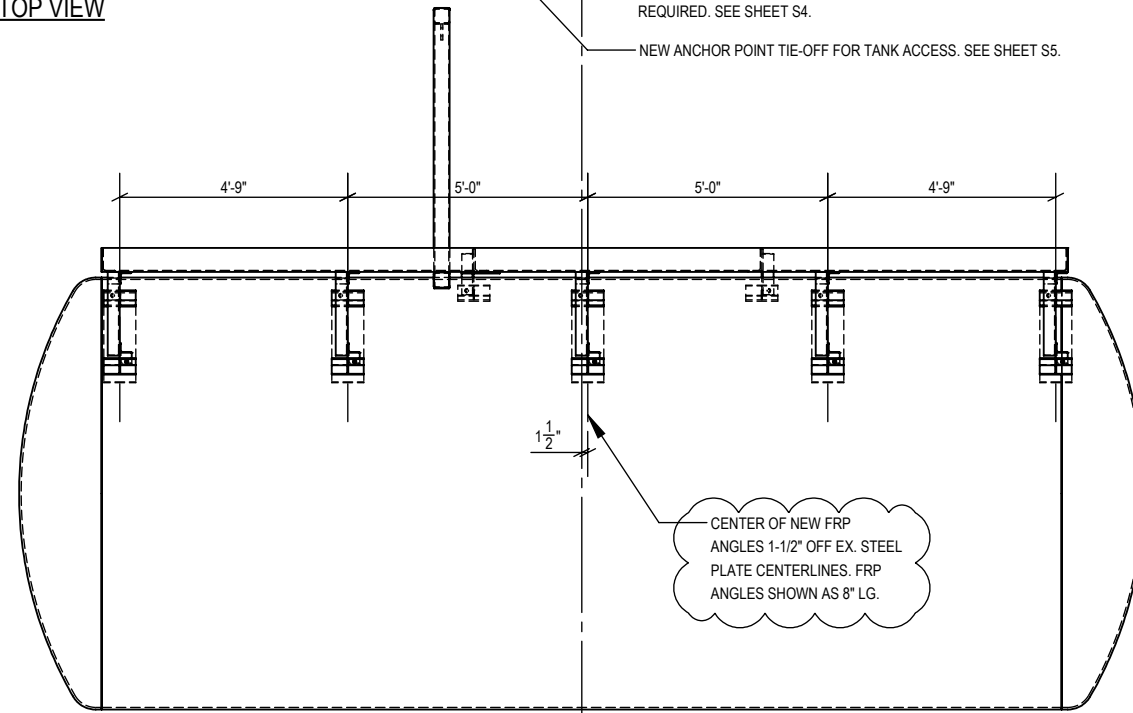 TOP VIEW
REQUIRED. SEE SHEET S4.
NEW ANCHOR POINT TIE-OFF FOR TANK ACCESS. SEE SHEET S5.
4'-9" 5'-0" 5'-0" 4'-9"
1 1/2"
CENTER OF NEW FRP
ANGLES 1-1/2" OFF EX. STEEL
PLATE CENTERLINES. FRP
ANGLES SHOWN AS 8" LG.